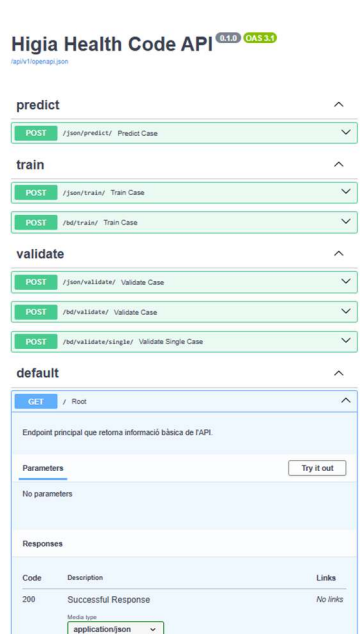 Higia Health Code API 0.1.0 OAS 3.1
/api/v1/openapi.json
predict
POST /json/predict/ Predict Case
train
POST /json/train/ Train Case
POST /bd/train/ Train Case
validate
POST /json/validate/ Validate Case
POST /bd/validate/ Validate Case
POST /bd/validate/single/ Validate Single Case
default
GET / Root
Endpoint principal que retorna informació bàsica de l'API.
Parameters Try it out
No parameters
Responses
Code Description Links
200 Successful Response No links
Media type
application/json